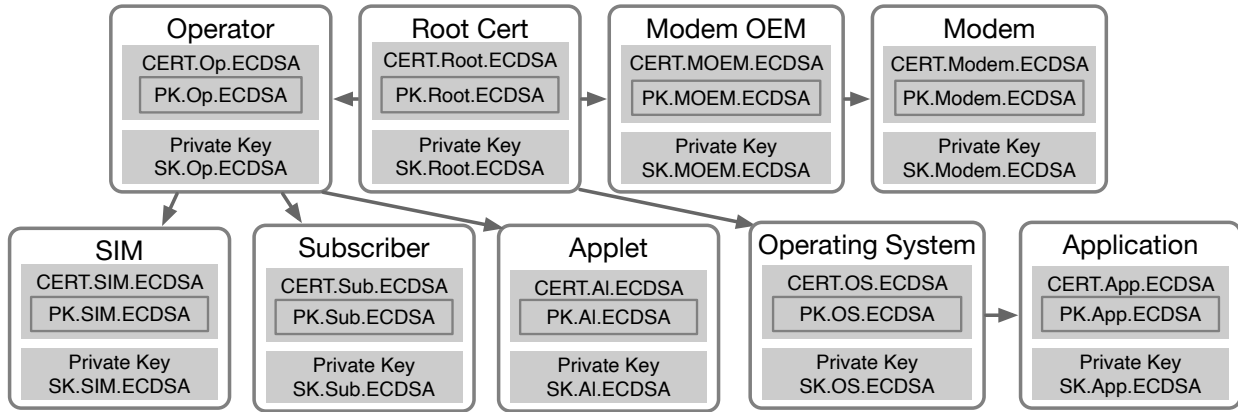 Operator
CERT.Op.ECDSA
PK.Op.ECDSA
Private Key
SK.Op.ECDSA
Root Cert
CERT.Root.ECDSA
PK.Root.ECDSA
Private Key
SK.Root.ECDSA
Modem OEM
CERT.MOEM.ECDSA
PK.MOEM.ECDSA
Private Key
SK.MOEM.ECDSA
Modem
CERT.Modem.ECDSA
PK.Modem.ECDSA
Private Key
SK.Modem.ECDSA
SIM
CERT.SIM.ECDSA
PK.SIM.ECDSA
Private Key
SK.SIM.ECDSA
Subscriber
CERT.Sub.ECDSA
PK.Sub.ECDSA
Private Key
SK.Sub.ECDSA
Applet
CERT.Al.ECDSA
PK.Al.ECDSA
Private Key
SK.Al.ECDSA
Operating System
CERT.OS.ECDSA
PK.OS.ECDSA
Private Key
SK.OS.ECDSA
Application
CERT.App.ECDSA
PK.App.ECDSA
Private Key
SK.App.ECDSA